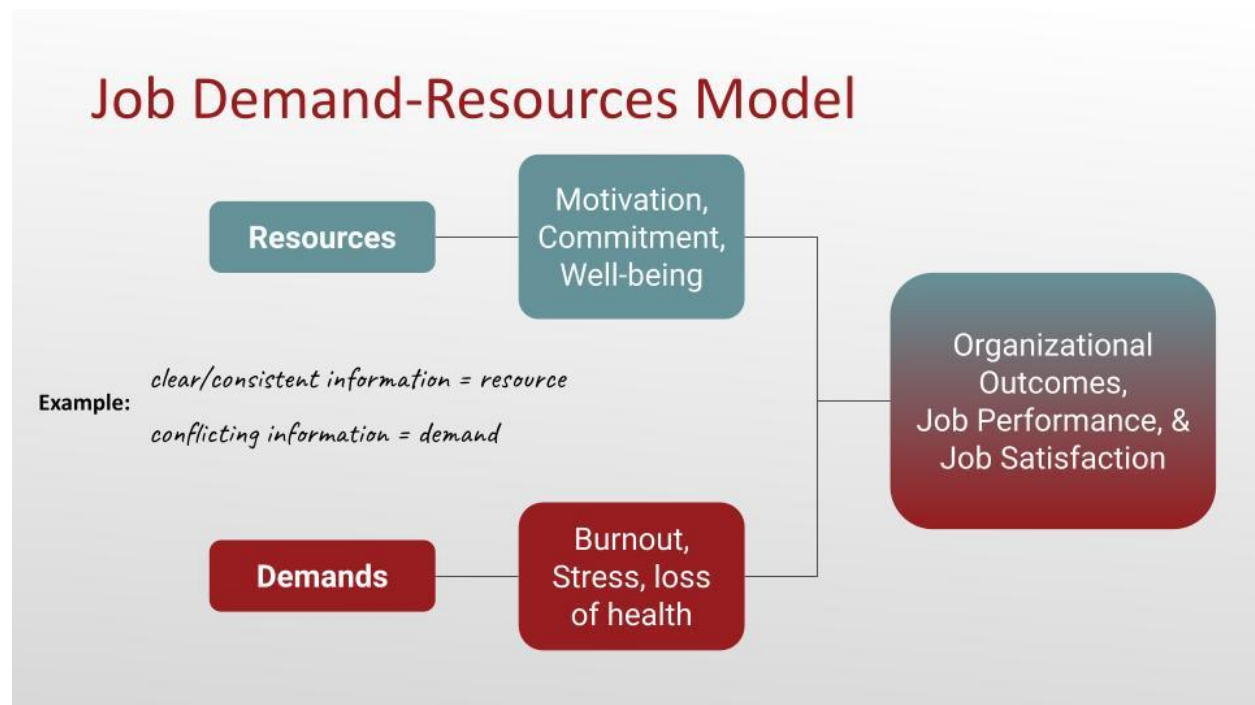 Job Demand-Resources Model
Resources
Motivation,
Commitment,
Well-being
Example:
clear/consistent information = resource
conflicting information = demand
Organizational
Outcomes,
Job Performance, &
Job Satisfaction
Demands
Burnout,
Stress, loss
of health